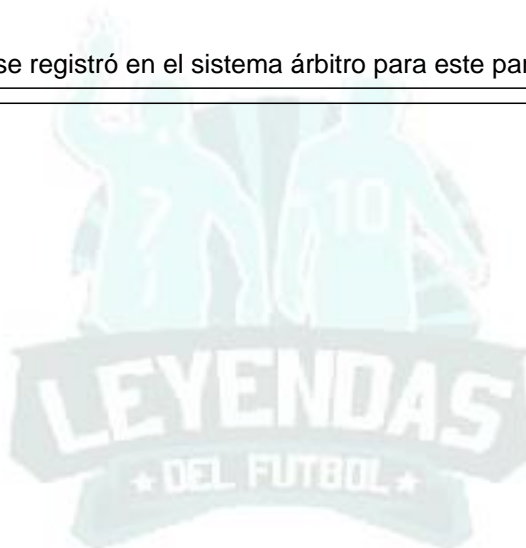 se registró en el sistema árbitro para este par
7
10
LEYENDAS
DEL FUTBOL